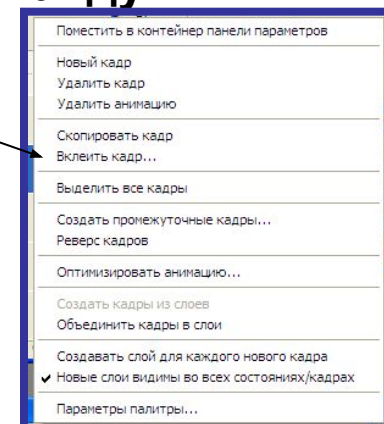 Поместить в контейнер панели параметров
Новый кадр
Удалить кадр
Удалить анимацию
Скопировать кадр
Вклеить кадр...
Выделить все кадры
Создать промежуточные кадры...
Реверс кадров
Оптимизировать анимацию...
Создать кадры из слоев
Объединить кадры в слои
Создавать слой для каждого нового кадра
Новые слои видимы во всех состояниях/кадрах
Параметры палитры...